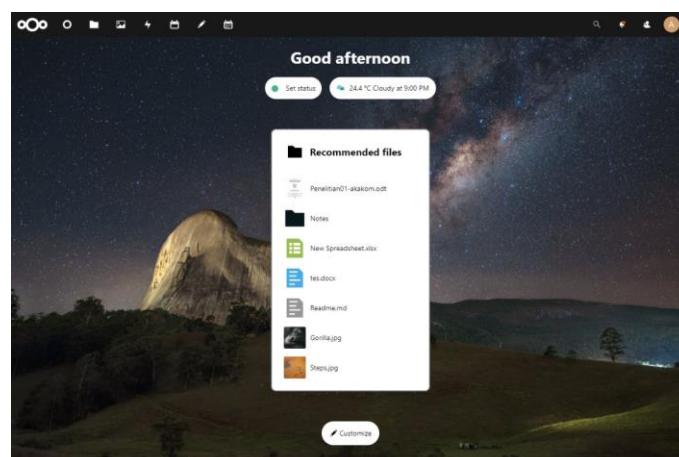 A
Good afternoon
Set status
24.4 °C Cloudy at 9:00 PM
Recommended files
Penelitian01-akakom.odt
Notes
New Spreadsheet.xlsx
tes.docx
Readme.md
Gorilla.jpg
Steps.jpg
Customize